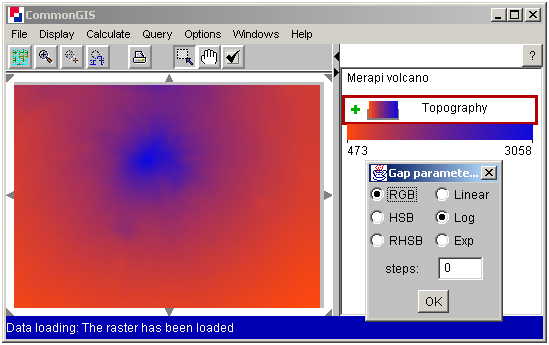 CommonGIS
File Display Calculate Query Options Windows Help
?
Merapi volcano
Topography
473 3058
Gap paramete...
RGB Linear
HSB Log
RHSB Exp
steps: 0
OK
Data loading: The raster has been loaded